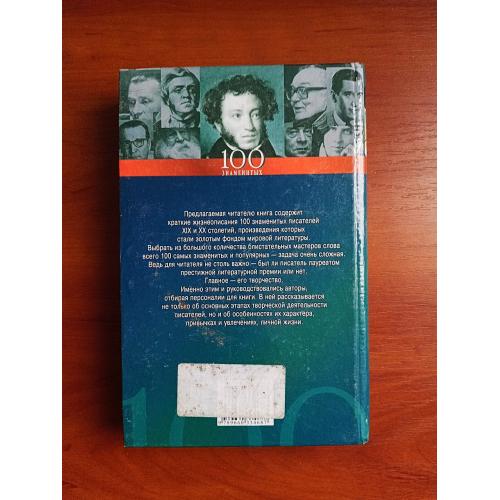 100
ЗНАМЕНИТЫХ
Предлагаемая читателю книга содержит
краткие жизнеописания 100 знаменитых писателей
XIX и XX столетий, произведения которых
стали золотым фондом мировой литературы.
Выбрать из большого количества блистательных мастеров слова
всего 100 самых знаменитых и популярных — задача очень сложная.
Ведь для читателя не столь важно — был ли писатель лауреатом
престижной литературной премии или нет.
Главное — его творчество.
Именно этим и руководствовались авторы,
отбирая персоналии для книги. В ней рассказывается
не только об основных этапах творческой деятельности
писателей, но и об особенностях их характера,
привычках и увлечениях, личной жизни.
100